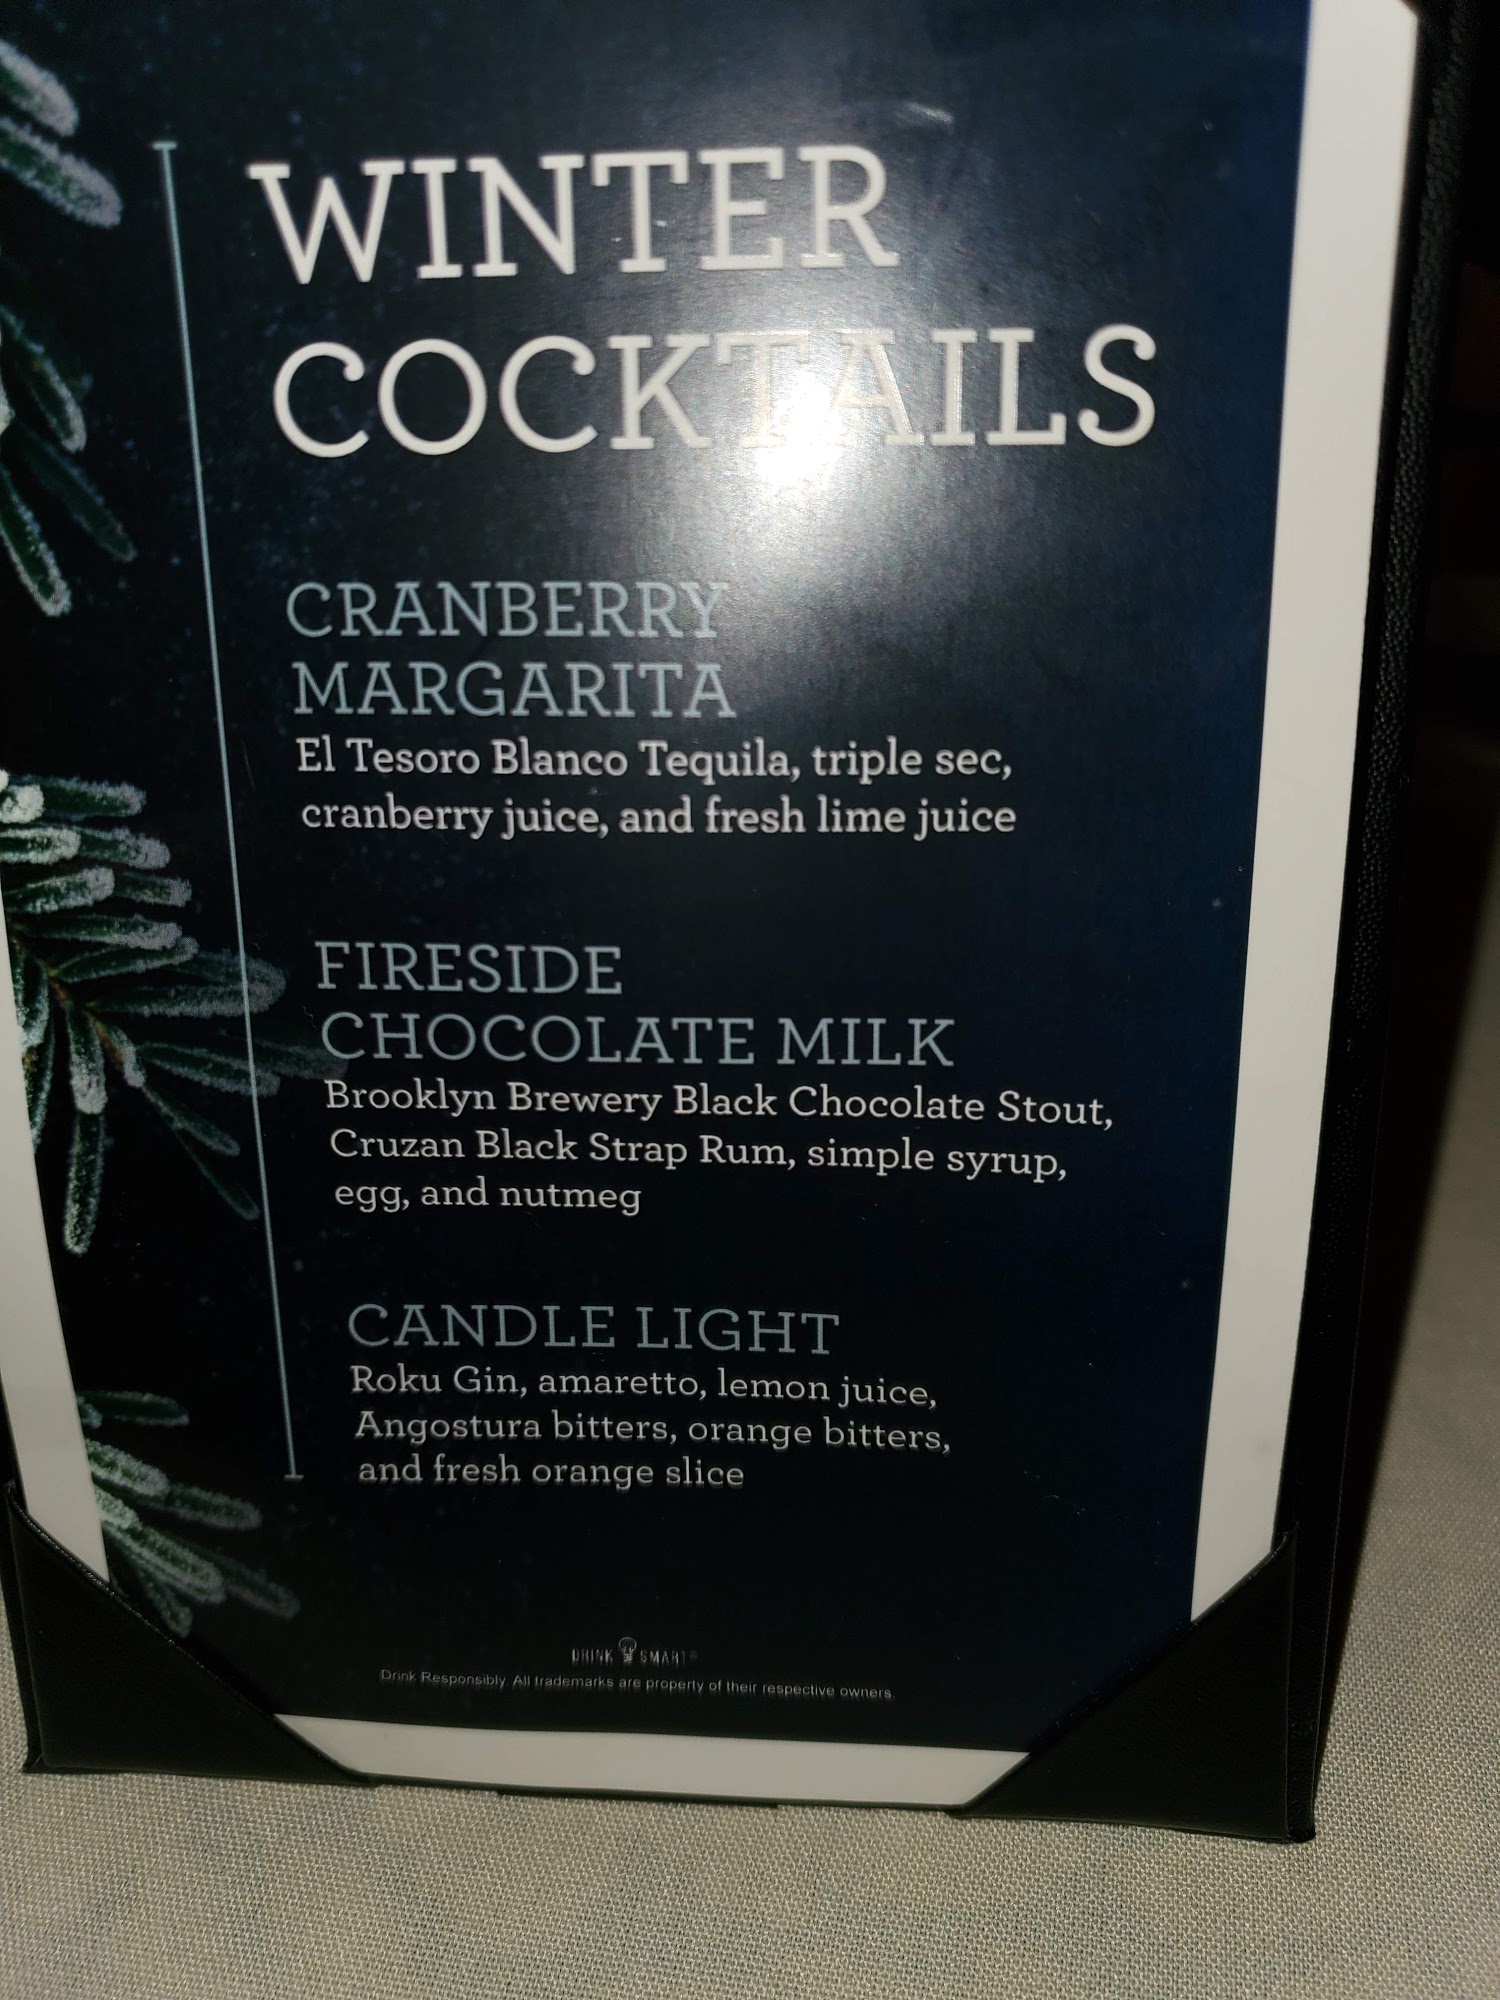 WINTER
COCKTAILS
CRANBERRY
MARGARITA
El Tesoro Blanco Tequila, triple sec,
cranberry juice, and fresh lime juice
FIRESIDE
CHOCOLATE MILK
Brooklyn Brewery Black Chocolate Stout,
Cruzan Black Strap Rum, simple syrup,
egg, and nutmeg
CANDLE LIGHT
Roku Gin, amaretto, lemon juice,
Angostura bitters, orange bitters,
and fresh orange slice
DRINK SMART®
Drink Responsibly. All trademarks are property of their respective owners.